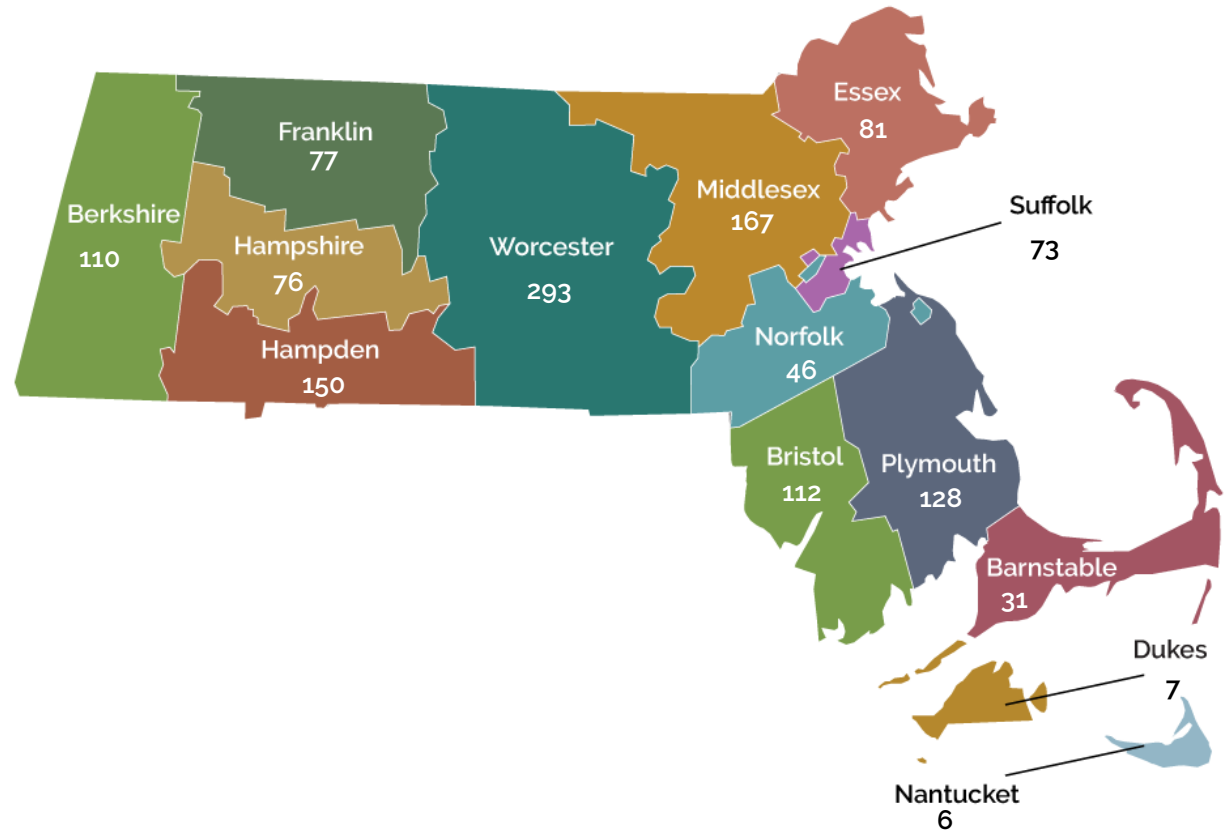 Essex
81
Franklin
77
Middlesex
167
Suffolk
73
Berkshire
110
Hampshire
76
Worcester
293
Norfolk
46
Hampden
150
Bristol
112
Plymouth
128
Barnstable
31
Dukes
7
Nantucket
6